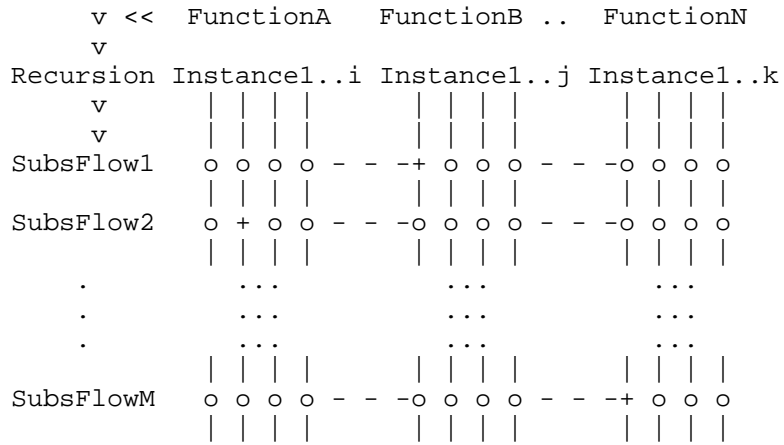 v <<  FunctionA   FunctionB ..  FunctionN
     v
Recursion Instance1..i Instance1..j Instance1..k
     v      | | | |      | | | |      | | | |
     v      | | | |      | | | |      | | | |
SubsFlow1   o o o o - - -+ o o o - - -o o o o
            | | | |      | | | |      | | | |
SubsFlow2   o + o o - - -o o o o - - -o o o o
            | | | |      | | | |      | | | |
    .         ...          ...          ...
    .         ...          ...          ...
    .         ...          ...          ...
            | | | |      | | | |      | | | |
SubsFlowM   o o o o - - -o o o o - - -+ o o o
            | | | |      | | | |      | | | |